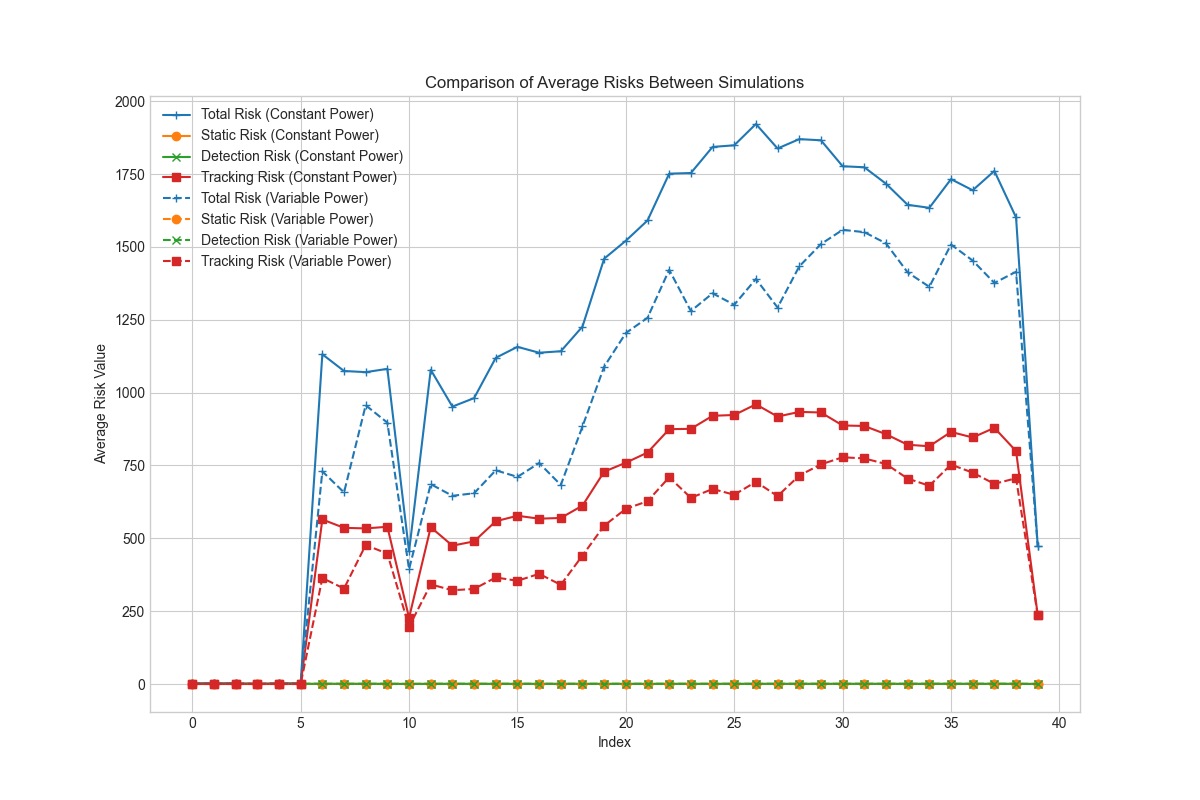 Comparison of Average Risks Between Simulations
Total Risk (Constant Power)
Static Risk (Constant Power)
Detection Risk (Constant Power)
Tracking Risk (Constant Power)
Total Risk (Variable Power)
Static Risk (Variable Power)
Detection Risk (Variable Power)
Tracking Risk (Variable Power)
Average Risk Value
2000
1750
1500
1250
1000
750
500
250
0
0 5 10 15 20 25 30 35 40
Index